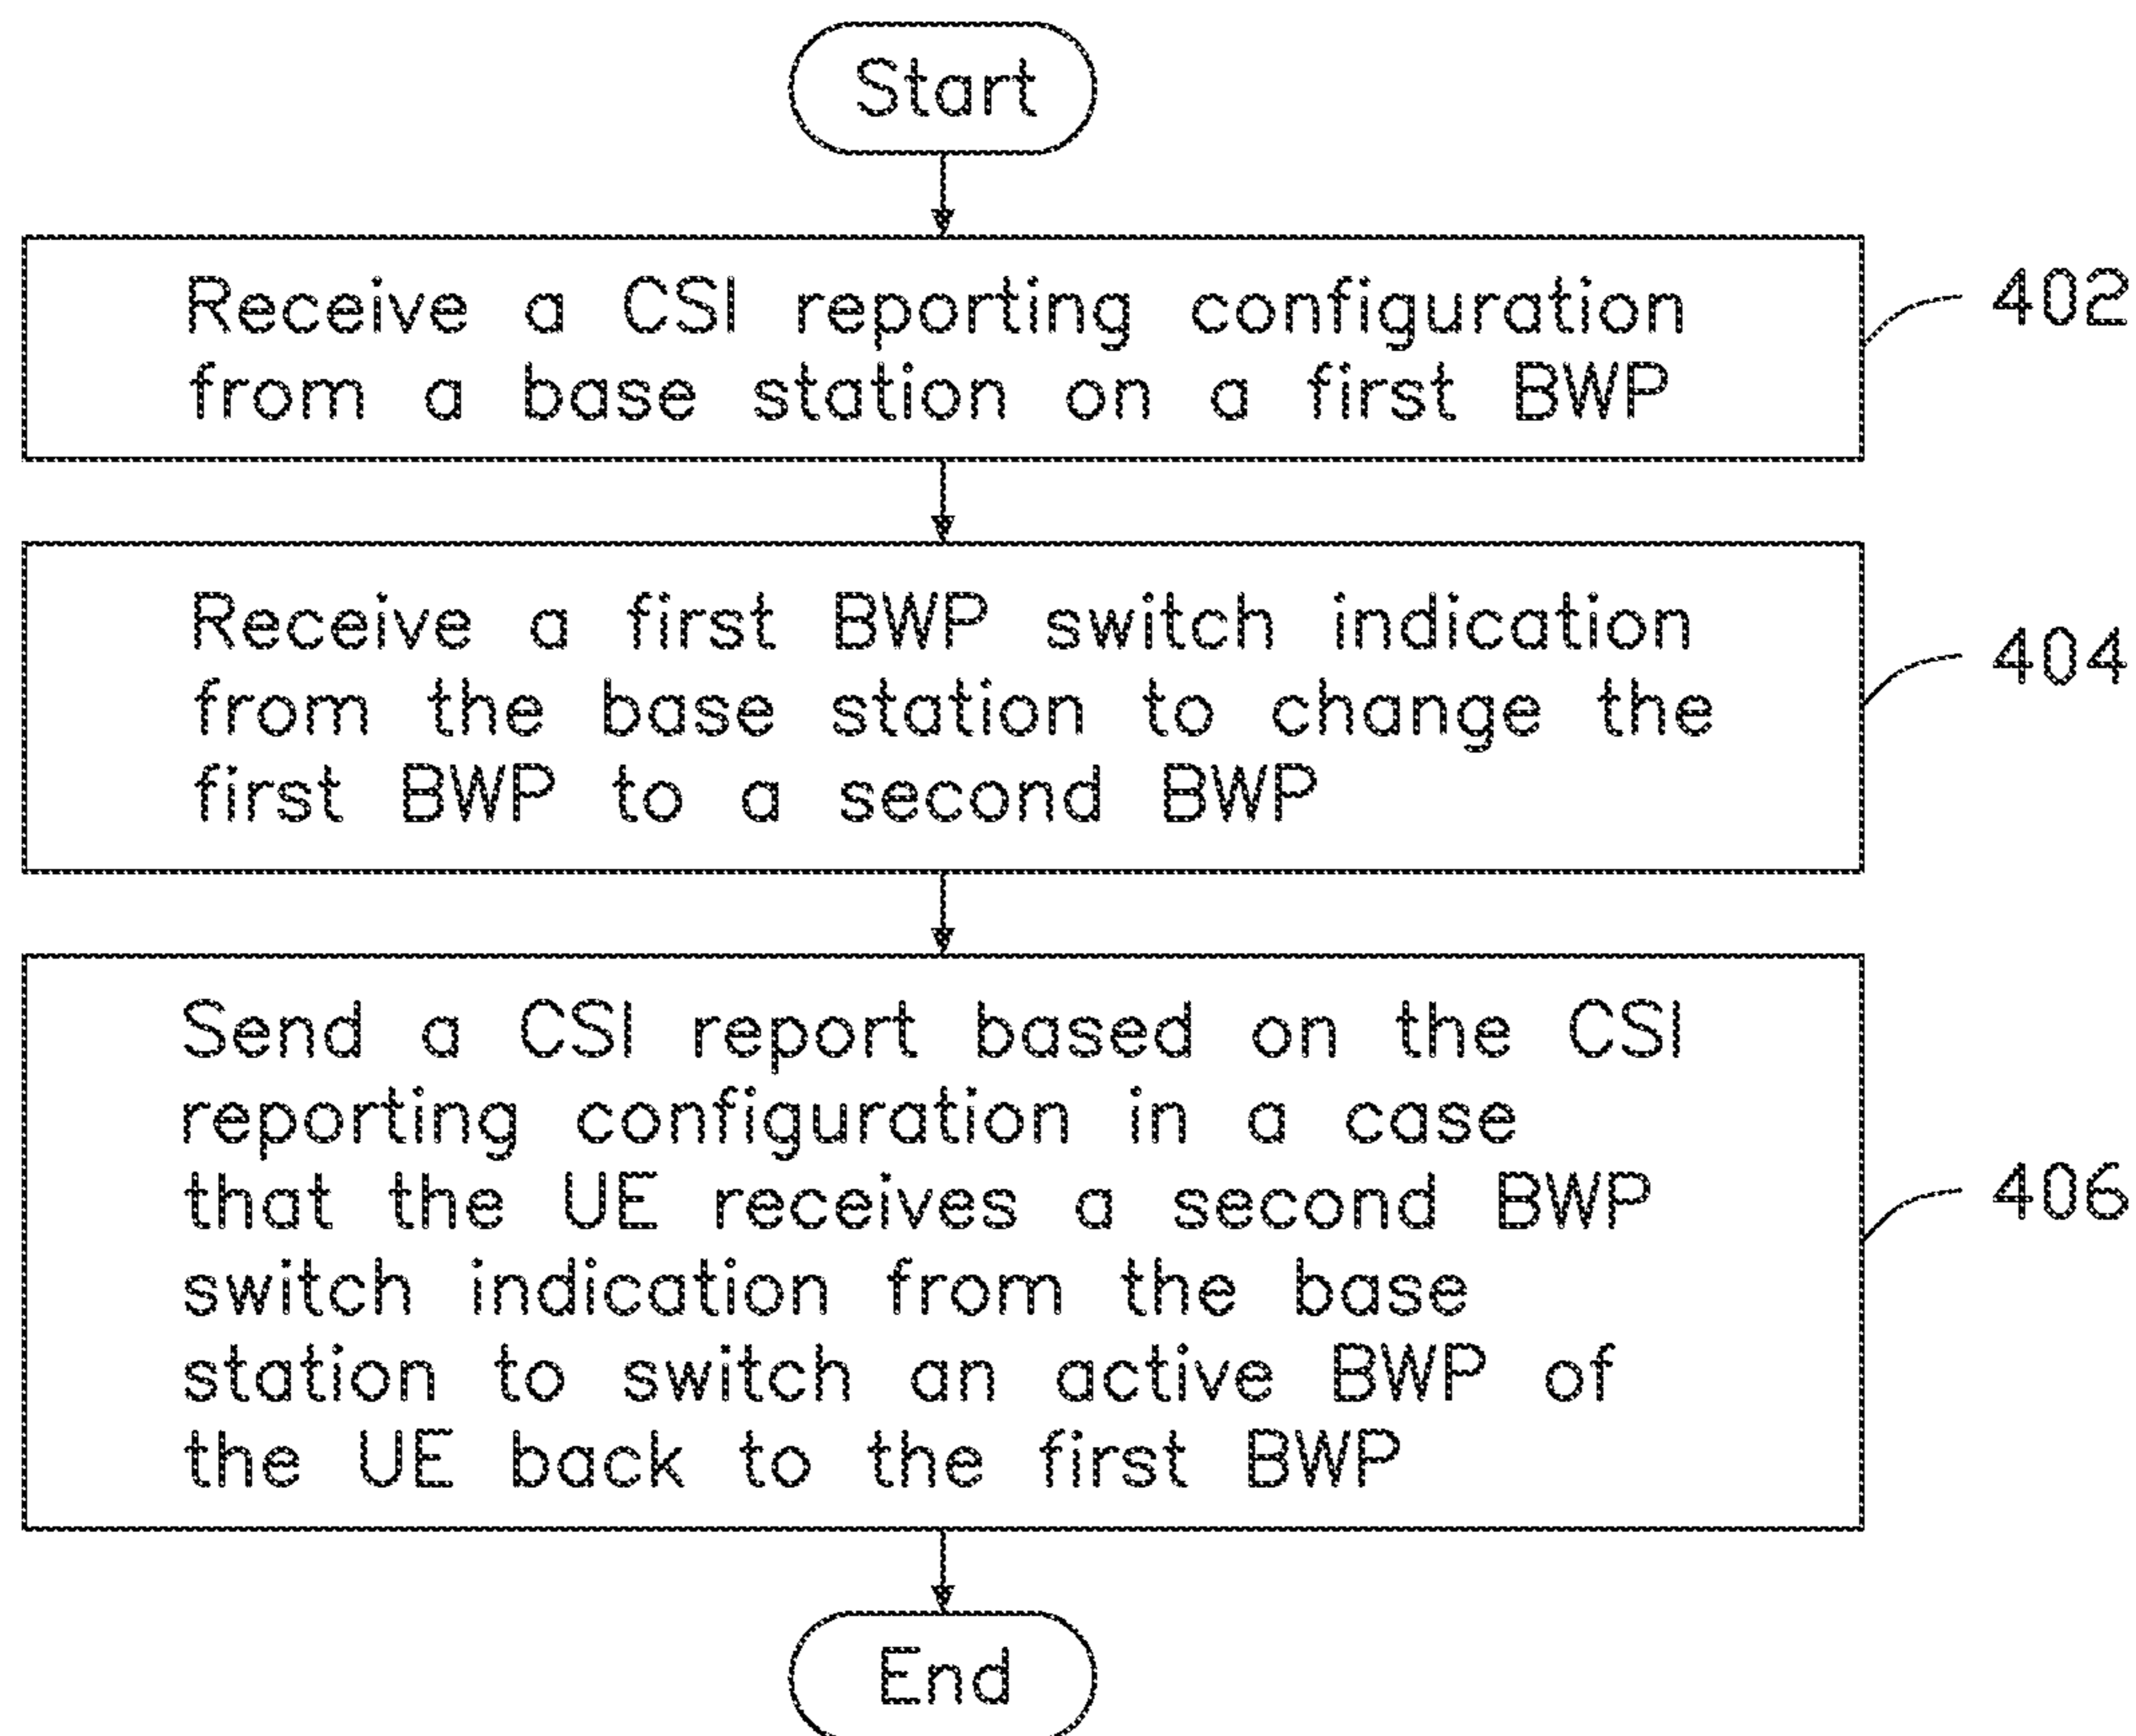 Start
Receive a CSI reporting configuration
from a base station on a first BWP
402
Receive a first BWP switch indication
from the base station to change the
first BWP to a second BWP
404
Send a CSI report based on the CSI
reporting configuration in a case
that the UE receives a second BWP
switch indication from the base
station to switch an active BWP of
the UE back to the first BWP
406
End